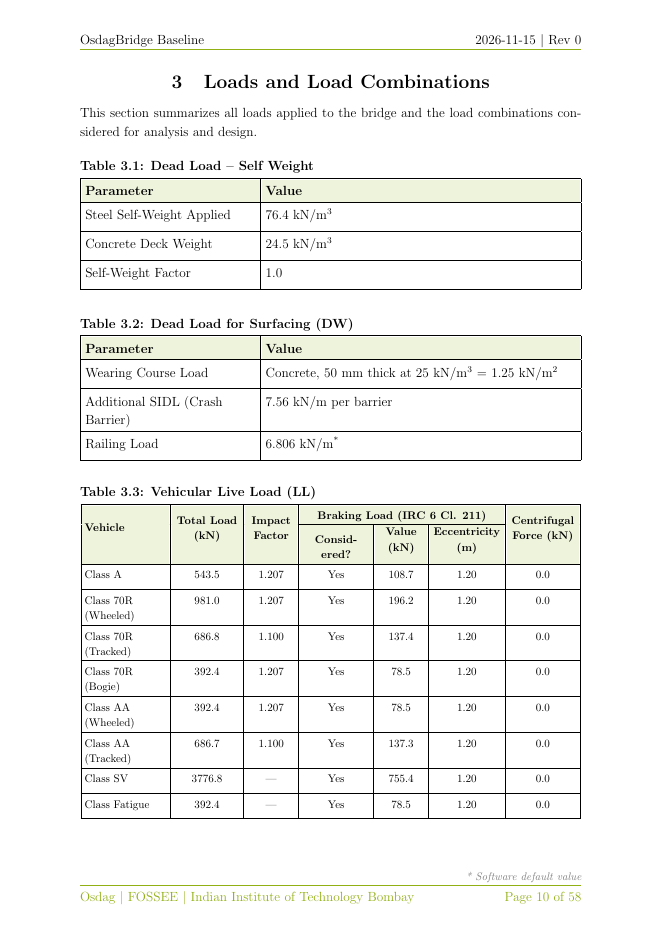 OsdagBridge Baseline 2026-11-15 | Rev 0
3 Loads and Load Combinations
This section summarizes all loads applied to the bridge and the load combinations con-
sidered for analysis and design.
Table 3.1: Dead Load – Self Weight
Parameter Value
Steel Self-Weight Applied 76.4 kN/m³
Concrete Deck Weight 24.5 kN/m³
Self-Weight Factor 1.0
Table 3.2: Dead Load for Surfacing (DW)
Parameter Value
Wearing Course Load Concrete, 50 mm thick at 25 kN/m³ = 1.25 kN/m²
Additional SIDL (Crash 7.56 kN/m per barrier
Barrier)
Railing Load 6.806 kN/m*
Table 3.3: Vehicular Live Load (LL)
Vehicle Total Load (kN) Impact Factor Braking Load (IRC 6 Cl. 211) Centrifugal Force (kN)
Consid-
ered? Value (kN) Eccentricity (m)
Class A 543.5 1.207 Yes 108.7 1.20 0.0
Class 70R 981.0 1.207 Yes 196.2 1.20 0.0
(Wheeled)
Class 70R 686.8 1.100 Yes 137.4 1.20 0.0
(Tracked)
Class 70R 392.4 1.207 Yes 78.5 1.20 0.0
(Bogie)
Class AA 392.4 1.207 Yes 78.5 1.20 0.0
(Wheeled)
Class AA 686.7 1.100 Yes 137.3 1.20 0.0
(Tracked)
Class SV 3776.8 — Yes 755.4 1.20 0.0
Class Fatigue 392.4 — Yes 78.5 1.20 0.0
* Software default value
Osdag | FOSSEE | Indian Institute of Technology Bombay Page 10 of 58